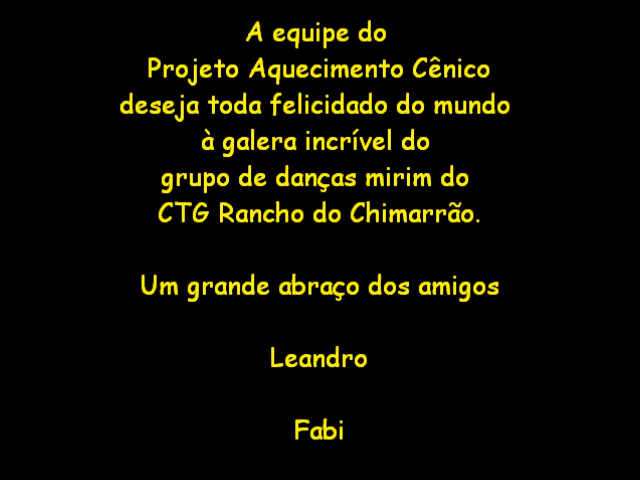 A equipe do
Projeto Aquecimento Cênico
deseja toda felicidado do mundo
à galera incrível do
grupo de danças mirim do
CTG Rancho do Chimarrão.
Um grande abraço dos amigos
Leandro
Fabi